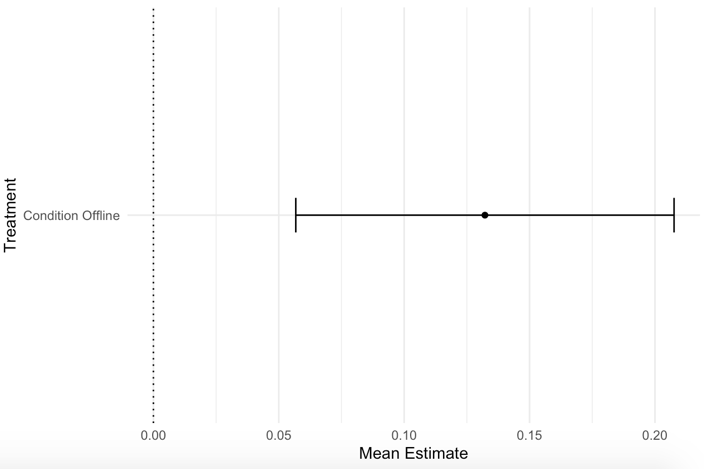 Treatment
Condition Offline
0.00 0.05 0.10 0.15 0.20
Mean Estimate